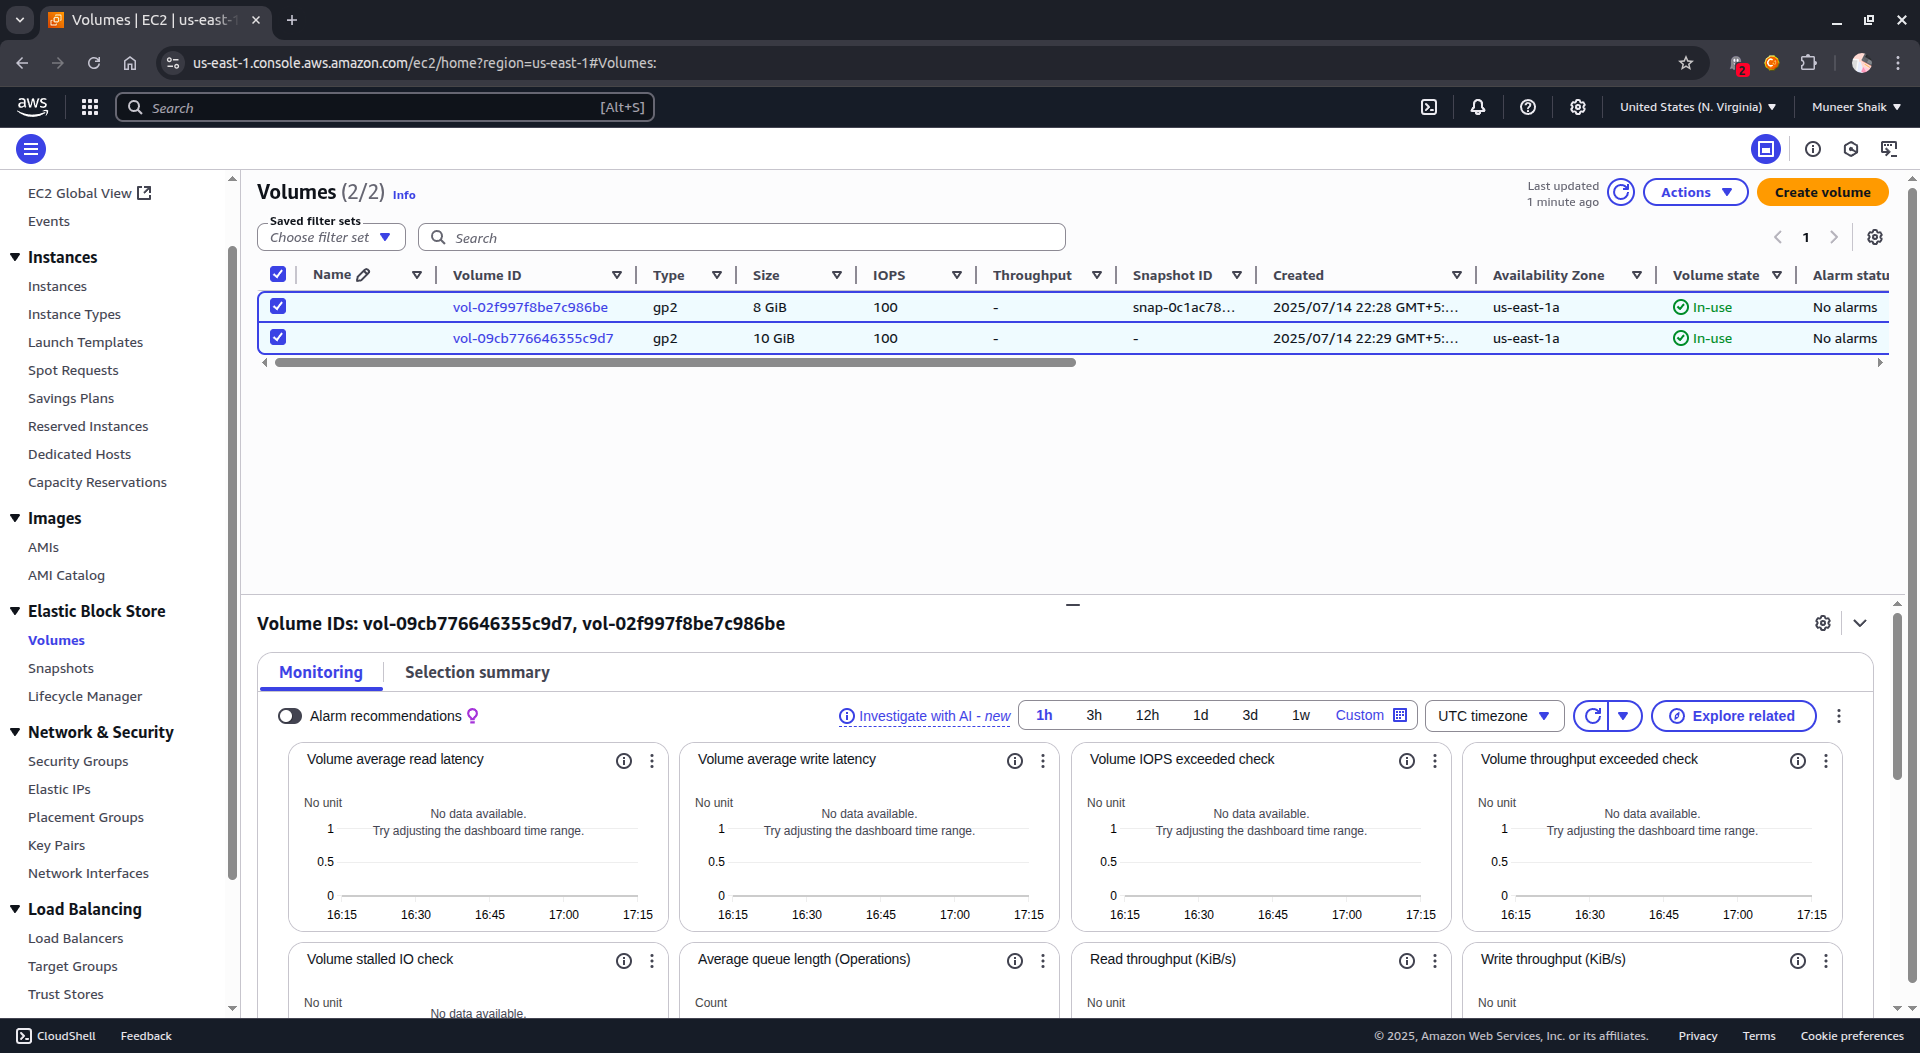 Volumes | EC2 | us-east-
us-east-1.console.aws.amazon.com/ec2/home?region=us-east-1#Volumes:
2
aws
Search [Alt+S]
United States (N. Virginia)
Muneer Shaik
EC2 Global View
Events
Instances
Instances
Instance Types
Launch Templates
Spot Requests
Savings Plans
Reserved Instances
Dedicated Hosts
Capacity Reservations
Images
AMIs
AMI Catalog
Elastic Block Store
Volumes
Snapshots
Lifecycle Manager
Network & Security
Security Groups
Elastic IPs
Placement Groups
Key Pairs
Network Interfaces
Load Balancing
Load Balancers
Target Groups
Trust Stores
Volumes (2/2) Info
Last updated
1 minute ago
Actions
Create volume
Saved filter sets
Choose filter set
Search
1
Name Volume ID Type Size IOPS Throughput Snapshot ID Created Availability Zone Volume state Alarm statu
vol-02f997f8be7c986be gp2 8 GiB 100 - snap-0c1ac78... 2025/07/14 22:28 GMT+5:... us-east-1a In-use No alarms
vol-09cb776646355c9d7 gp2 10 GiB 100 - - 2025/07/14 22:29 GMT+5:... us-east-1a In-use No alarms
Volume IDs: vol-09cb776646355c9d7, vol-02f997f8be7c986be
Monitoring
Selection summary
Alarm recommendations
Investigate with AI - new
1h 3h 12h 1d 3d 1w Custom
UTC timezone
Explore related
Volume average read latency
No unit
No data available.
Try adjusting the dashboard time range.
1
0.5
0
16:15 16:30 16:45 17:00 17:15
Volume average write latency
No unit
No data available.
Try adjusting the dashboard time range.
1
0.5
0
16:15 16:30 16:45 17:00 17:15
Volume IOPS exceeded check
No unit
No data available.
Try adjusting the dashboard time range.
1
0.5
0
16:15 16:30 16:45 17:00 17:15
Volume throughput exceeded check
No unit
No data available.
Try adjusting the dashboard time range.
1
0.5
0
16:15 16:30 16:45 17:00 17:15
Volume stalled IO check
No unit
No data available.
Average queue length (Operations)
Count
Read throughput (KiB/s)
No unit
Write throughput (KiB/s)
No unit
CloudShell
Feedback
© 2025, Amazon Web Services, Inc. or its affiliates.
Privacy
Terms
Cookie preferences